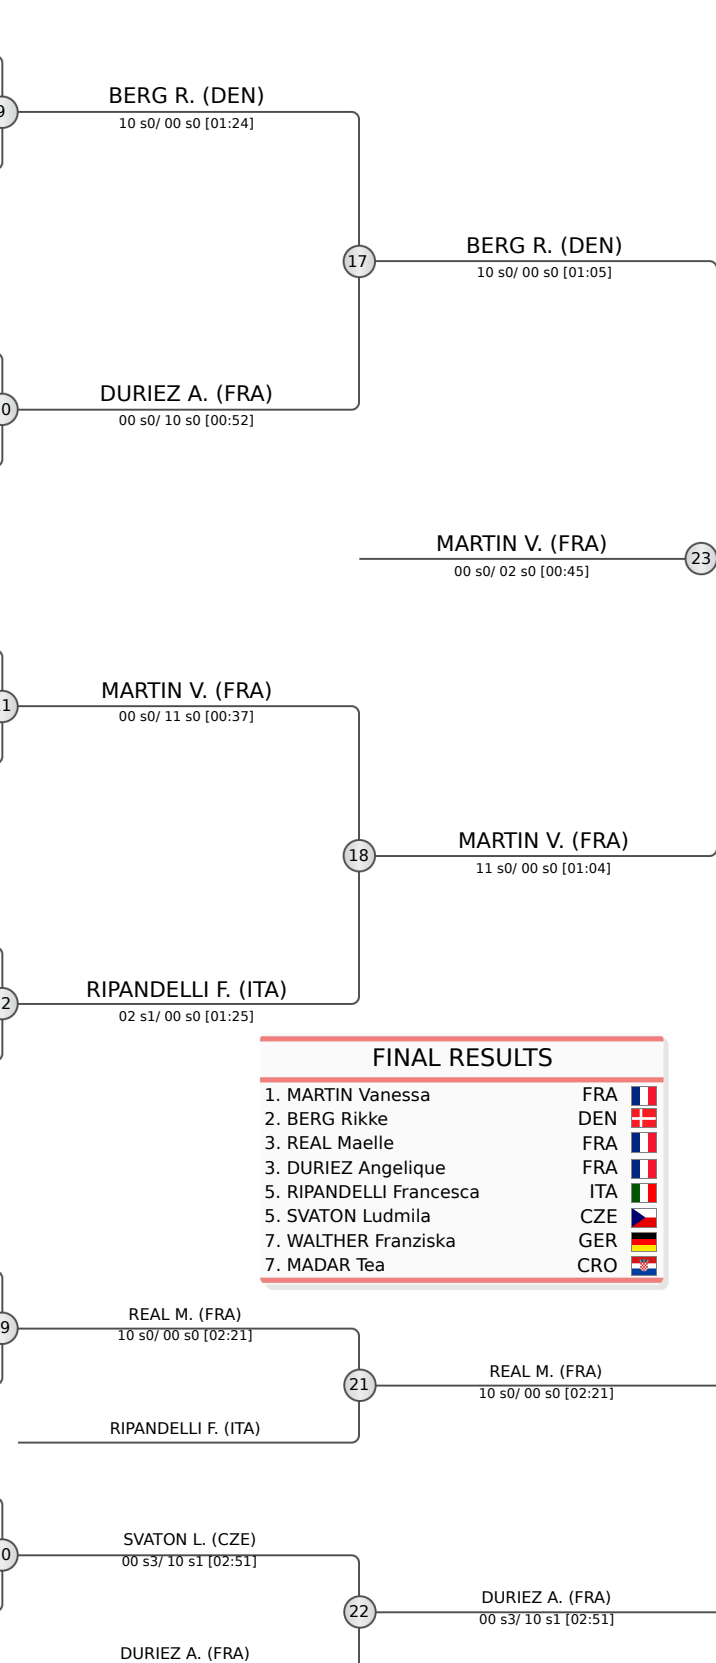 BERG R. (DEN)
9
10 s0/ 00 s0 [01:24]
BERG R. (DEN)
17
10 s0/ 00 s0 [01:05]
DURIEZ A. (FRA)
0
00 s0/ 10 s0 [00:52]
MARTIN V. (FRA)
23
00 s0/ 02 s0 [00:45]
MARTIN V. (FRA)
1
00 s0/ 11 s0 [00:37]
MARTIN V. (FRA)
18
11 s0/ 00 s0 [01:04]
RIPANDELLI F. (ITA)
2
02 s1/ 00 s0 [01:25]
FINAL RESULTS
1. MARTIN Vanessa FRA
2. BERG Rikke DEN
3. REAL Maelle FRA
3. DURIEZ Angelique FRA
5. RIPANDELLI Francesca ITA
5. SVATON Ludmila CZE
7. WALTHER Franziska GER
7. MADAR Tea CRO
REAL M. (FRA)
9
10 s0/ 00 s0 [02:21]
REAL M. (FRA)
21
10 s0/ 00 s0 [02:21]
RIPANDELLI F. (ITA)
SVATON L. (CZE)
0
00 s3/ 10 s1 [02:51]
DURIEZ A. (FRA)
22
00 s3/ 10 s1 [02:51]
DURIEZ A. (FRA)